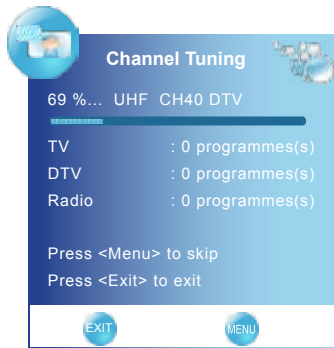 Channel Tuning
69 %... UHF CH40 DTV
TV : 0 programmes(s)
DTV : 0 programmes(s)
Radio : 0 programmes(s)
Press <Menu> to skip
Press <Exit> to exit
EXIT MENU